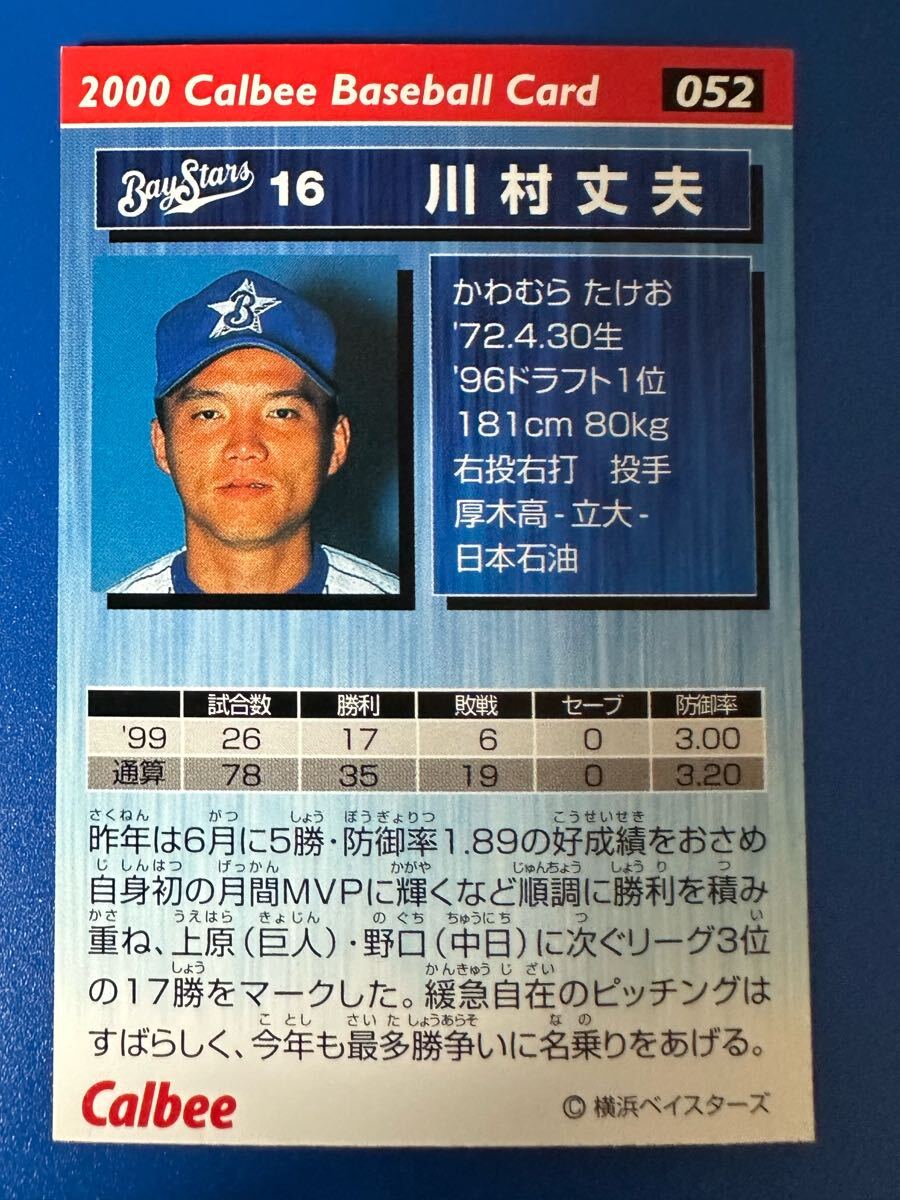 2000 Calbee Baseball Card 052
BayStars 16 川村丈夫
B
かわむら たけお
'72.4.30生
'96ドラフト1位
181cm 80kg
右投右打 投手
厚木高-立大-
日本石油
試合数 勝利 敗戦 セーブ 防御率
'99 26 17 6 0 3.00
通算 78 35 19 0 3.20
さくねん がつ しょう ぼうぎょりつ こうせいせき
昨年は6月に5勝・防御率1.89の好成績をおさめ
じしんはつ げっかん かがや じゅんちょう しょうり つ
自身初の月間MVPに輝くなど順調に勝利を積み
かさ うえはら きょじん のぐち ちゅうにち つ い
重ね、上原(巨人)・野口(中日)に次ぐリーグ3位
しょう かんきゅうじざい
の17勝をマークした。緩急自在のピッチングは
ことし さいたしょうあらそ なの
すばらしく、今年も最多勝争いに名乗りをあげる。
Calbee
© 横浜ベイスターズ